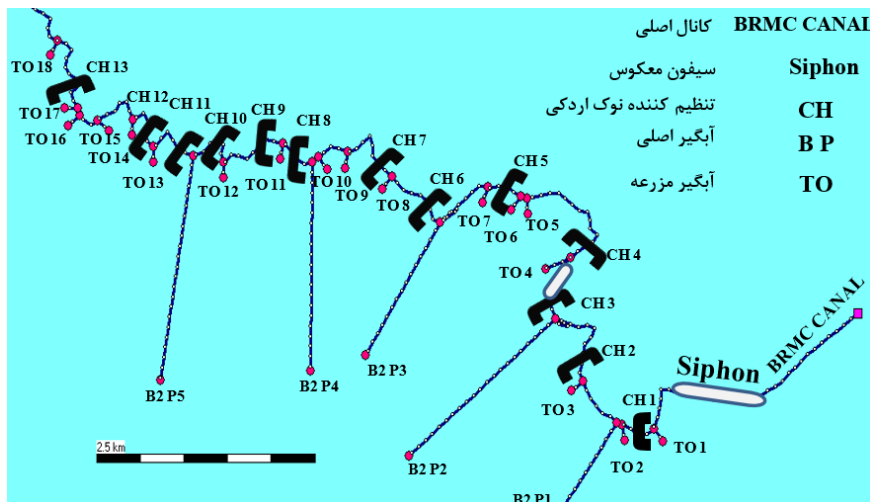 کانال اصلی BRMC CANAL
سیفون معکوس Siphon
تنظیم کننده نوک اردکی CH
آبگیر اصلی B P
آبگیر مزرعه TO
TO 18
CH 13
TO 17
TO 16
TO 15
CH 12
TO 14
CH 11
TO 13
CH 10
TO 12
CH 9
TO 11
CH 8
TO 10
TO 9
CH 7
TO 8
CH 6
TO 7
CH 5
TO 6
TO 5
CH 4
TO 4
CH 3
CH 2
TO 3
CH 1
TO 2
TO 1
Siphon
BRMC CANAL
B2 P5
B2 P4
B2 P3
B2 P2
B2 P1
2.5 km